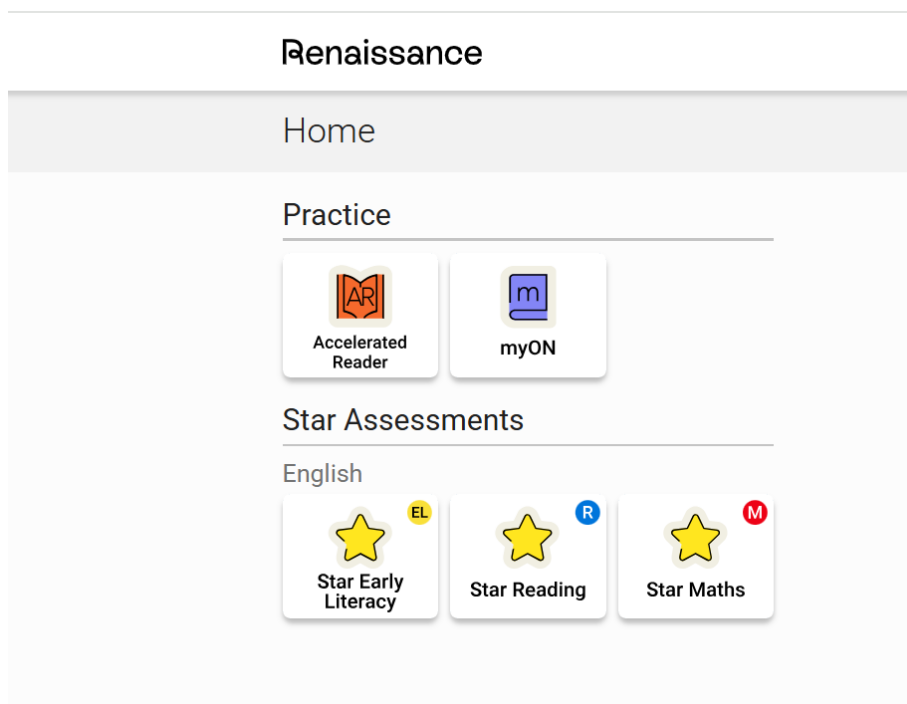 Renaissance
Home
Practice
AR
Accelerated
Reader
m
myON
Star Assessments
English
EL
Star Early
Literacy
R
Star Reading
M
Star Maths